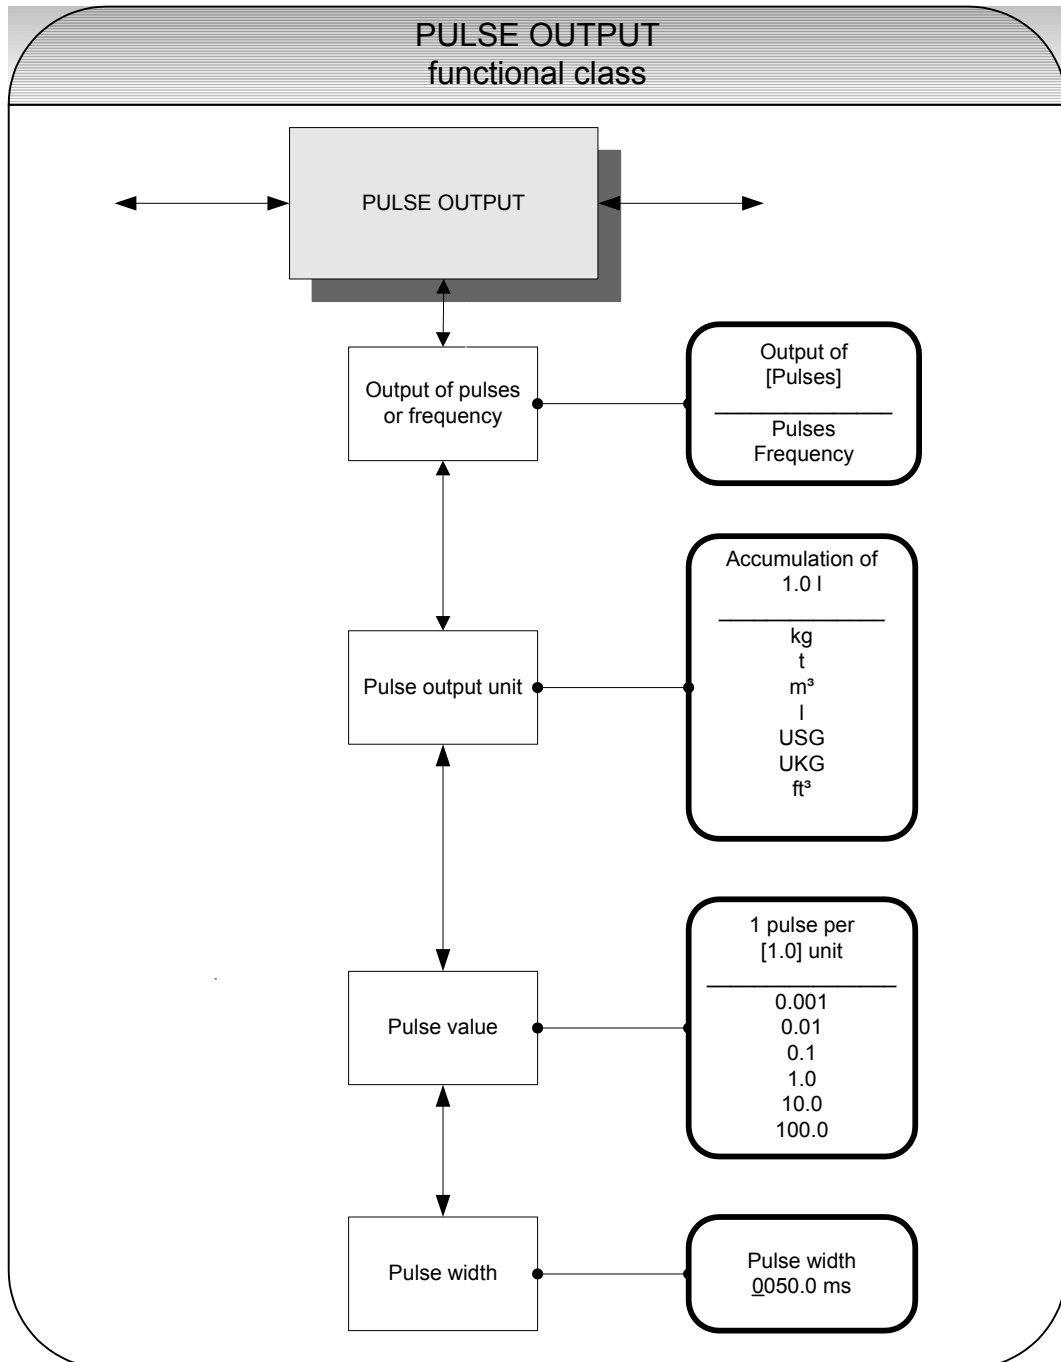 PULSE OUTPUT
functional class
PULSE OUTPUT
Output of pulses
or frequency
Output of
[Pulses]
Pulses
Frequency
Pulse output unit
Accumulation of
1.0 l
kg
t
m³
l
USG
UKG
ft³
Pulse value
1 pulse per
[1.0] unit
0.001
0.01
0.1
1.0
10.0
100.0
Pulse width
Pulse width
0050.0 ms